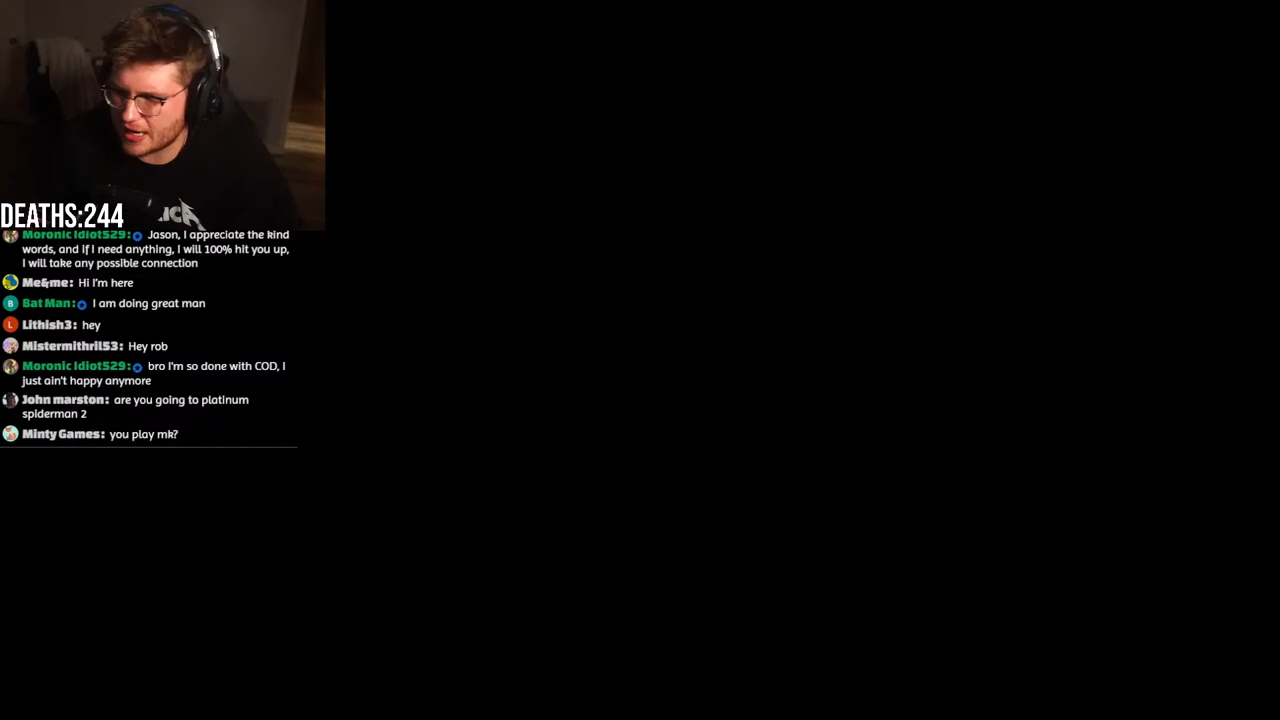 DEATHS:244
Moronic Idiot529: Jason, I appreciate the kind
words, and if I need anything, I will 100% hit you up,
I will take any possible connection
Me&me: Hi I'm here
B Bat Man: I am doing great man
L Lithish3: hey
Mistermithril53: Hey rob
Moronic Idiot529: bro I'm so done with COD, I
just ain't happy anymore
John marston: are you going to platinum
spiderman 2
Minty Games: you play mk?